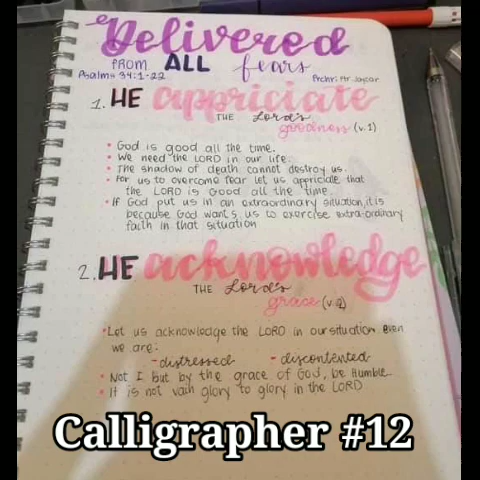 Delivered
FROM ALL fears
Psalms 34:1-22
Prchr: Mr Jaycar
1. HE appriciate
THE Lord's
goodness (v.1)
• God is good all the time.
• We need the LORD in our life.
• The shadow of death cannot destroy us.
• For us to overcome fear let us appriciate that
the LORD is Good all the time.
• If God put us in an extraordinary situation, it is
because God wants us to exercise extra-ordinary
faith in that situation
2. HE acknowledge
THE Lord's
grace (v.2)
• Let us acknowledge the LORD in our situation even
we are:
- distressed - discontented
• Not I but by the grace of God, be Humble
• It is not vain glory to glory in the LORD
Calligrapher #12